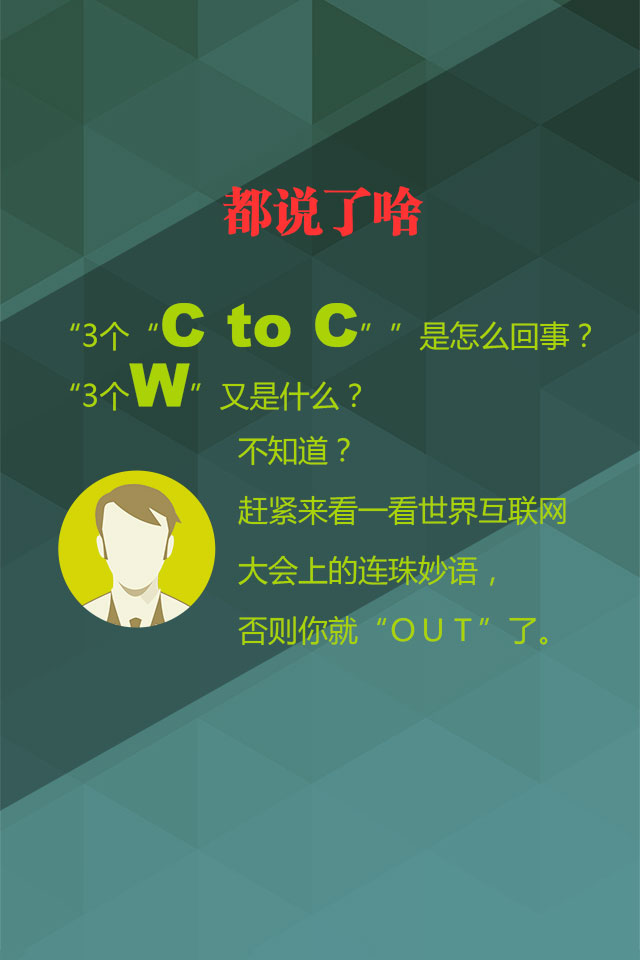 都说了啥
“3个“C to C””是怎么回事？
“3个W”又是什么？
不知道？
赶紧来看一看世界互联网
大会上的连珠妙语，
否则你就“OUT”了。